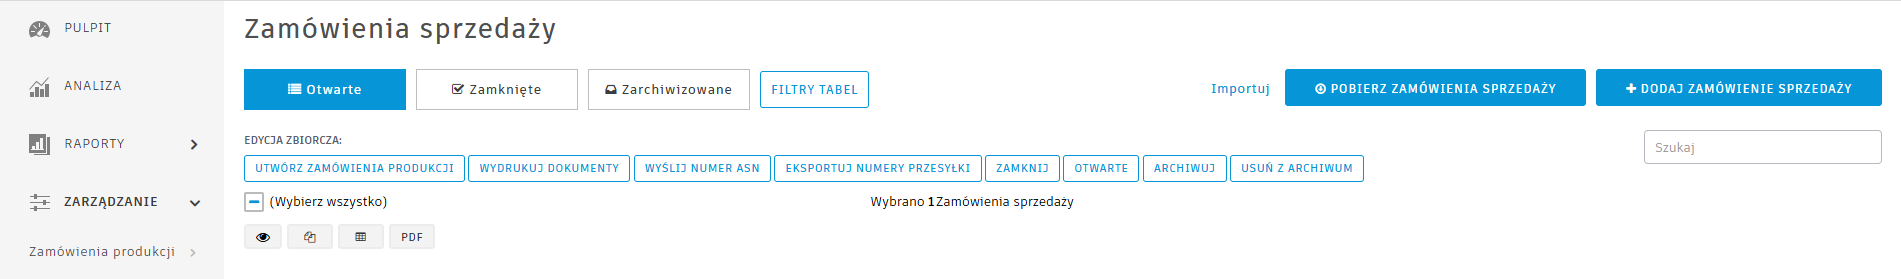 PULPIT
ANALIZA
RAPORTY
ZARZĄDZANIE
Zamówienia produkcji
Zamówienia sprzedaży
Otwarte Zamknięte Zarchiwizowane FILTRY TABEL Importuj POBIERZ ZAMÓWIENIA SPRZEDAŻY DODAJ ZAMÓWIENIE SPRZEDAŻY
EDYCJA ZBIORCZA:
Szukaj
UTWÓRZ ZAMÓWIENIA PRODUKCJI WYDRUKUJ DOKUMENTY WYŚLIJ NUMER ASN EKSPORTUJ NUMERY PRZESYŁKI ZAMKNIJ OTWARTE ARCHIWUJ USUŃ Z ARCHIWUM
(Wybierz wszystko) Wybrano 1 Zamówienia sprzedaży
PDF